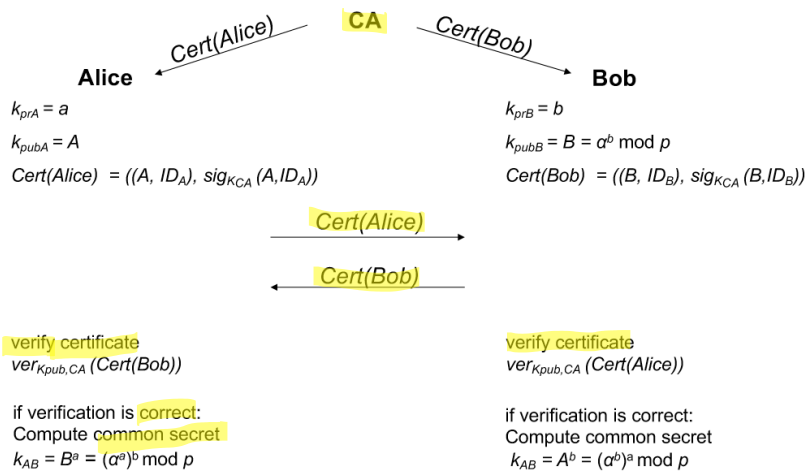 CA
Cert(Alice)
Cert(Bob)
Alice
Bob
k_prA = a
k_prB = b
k_pubA = A
k_pubB = B = α^b mod p
Cert(Alice) = ((A, ID_A), sig_K_CA (A,ID_A))
Cert(Bob) = ((B, ID_B), sig_K_CA (B,ID_B))
Cert(Alice)
Cert(Bob)
verify certificate
ver_Kpub,CA (Cert(Bob))
if verification is correct:
Compute common secret
k_AB = B^a = (α^a)^b mod p
verify certificate
ver_Kpub,CA (Cert(Alice))
if verification is correct:
Compute common secret
k_AB = A^b = (α^b)^a mod p